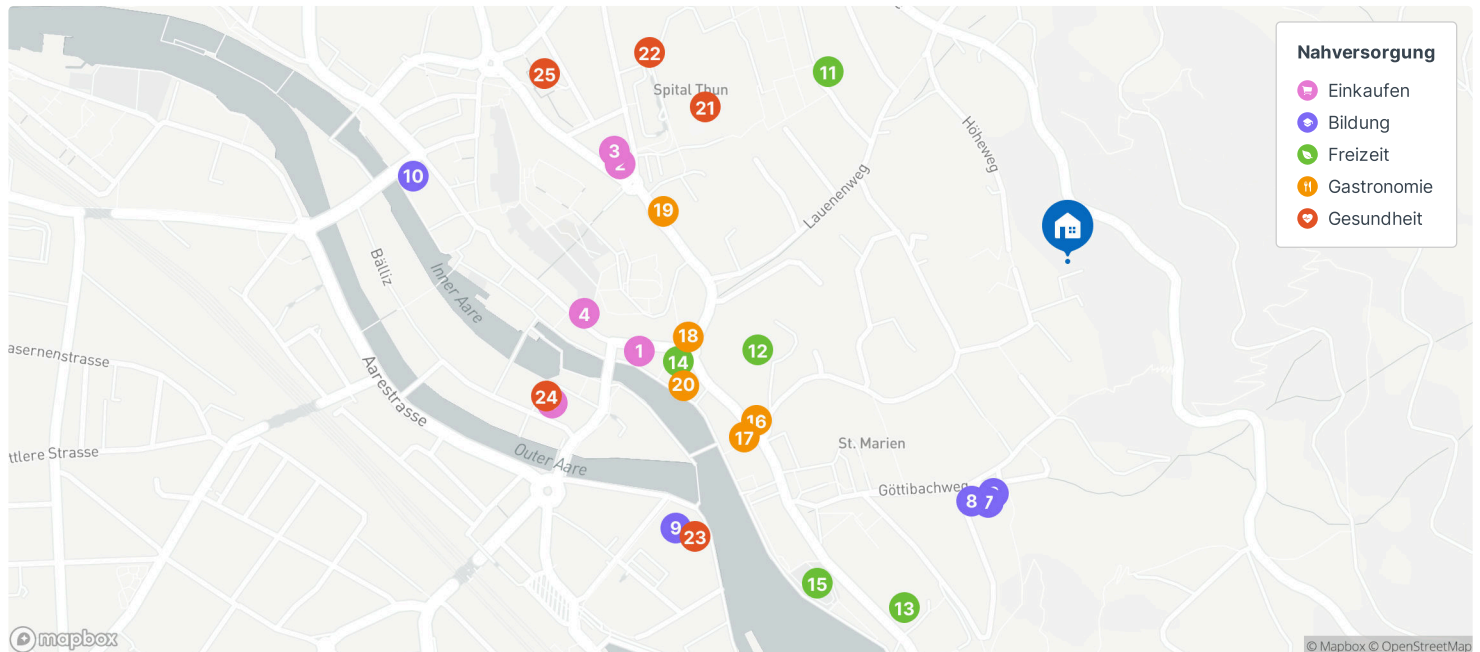 Nahversorgung
Einkaufen
Bildung
Freizeit
Gastronomie
Gesundheit
22
25
11
Spital Thun
21
Höheweg
3
2
10
Lauenenweg
19
Bälliz
Inner Aare
4
18
1
12
14
asernenstrasse
20
Aarestrasse
24
16
17
St. Marien
ttlere Strasse
Outer Aare
Göttibachweg
8
7
9
23
15
13
mapbox
© Mapbox © OpenStreetMap